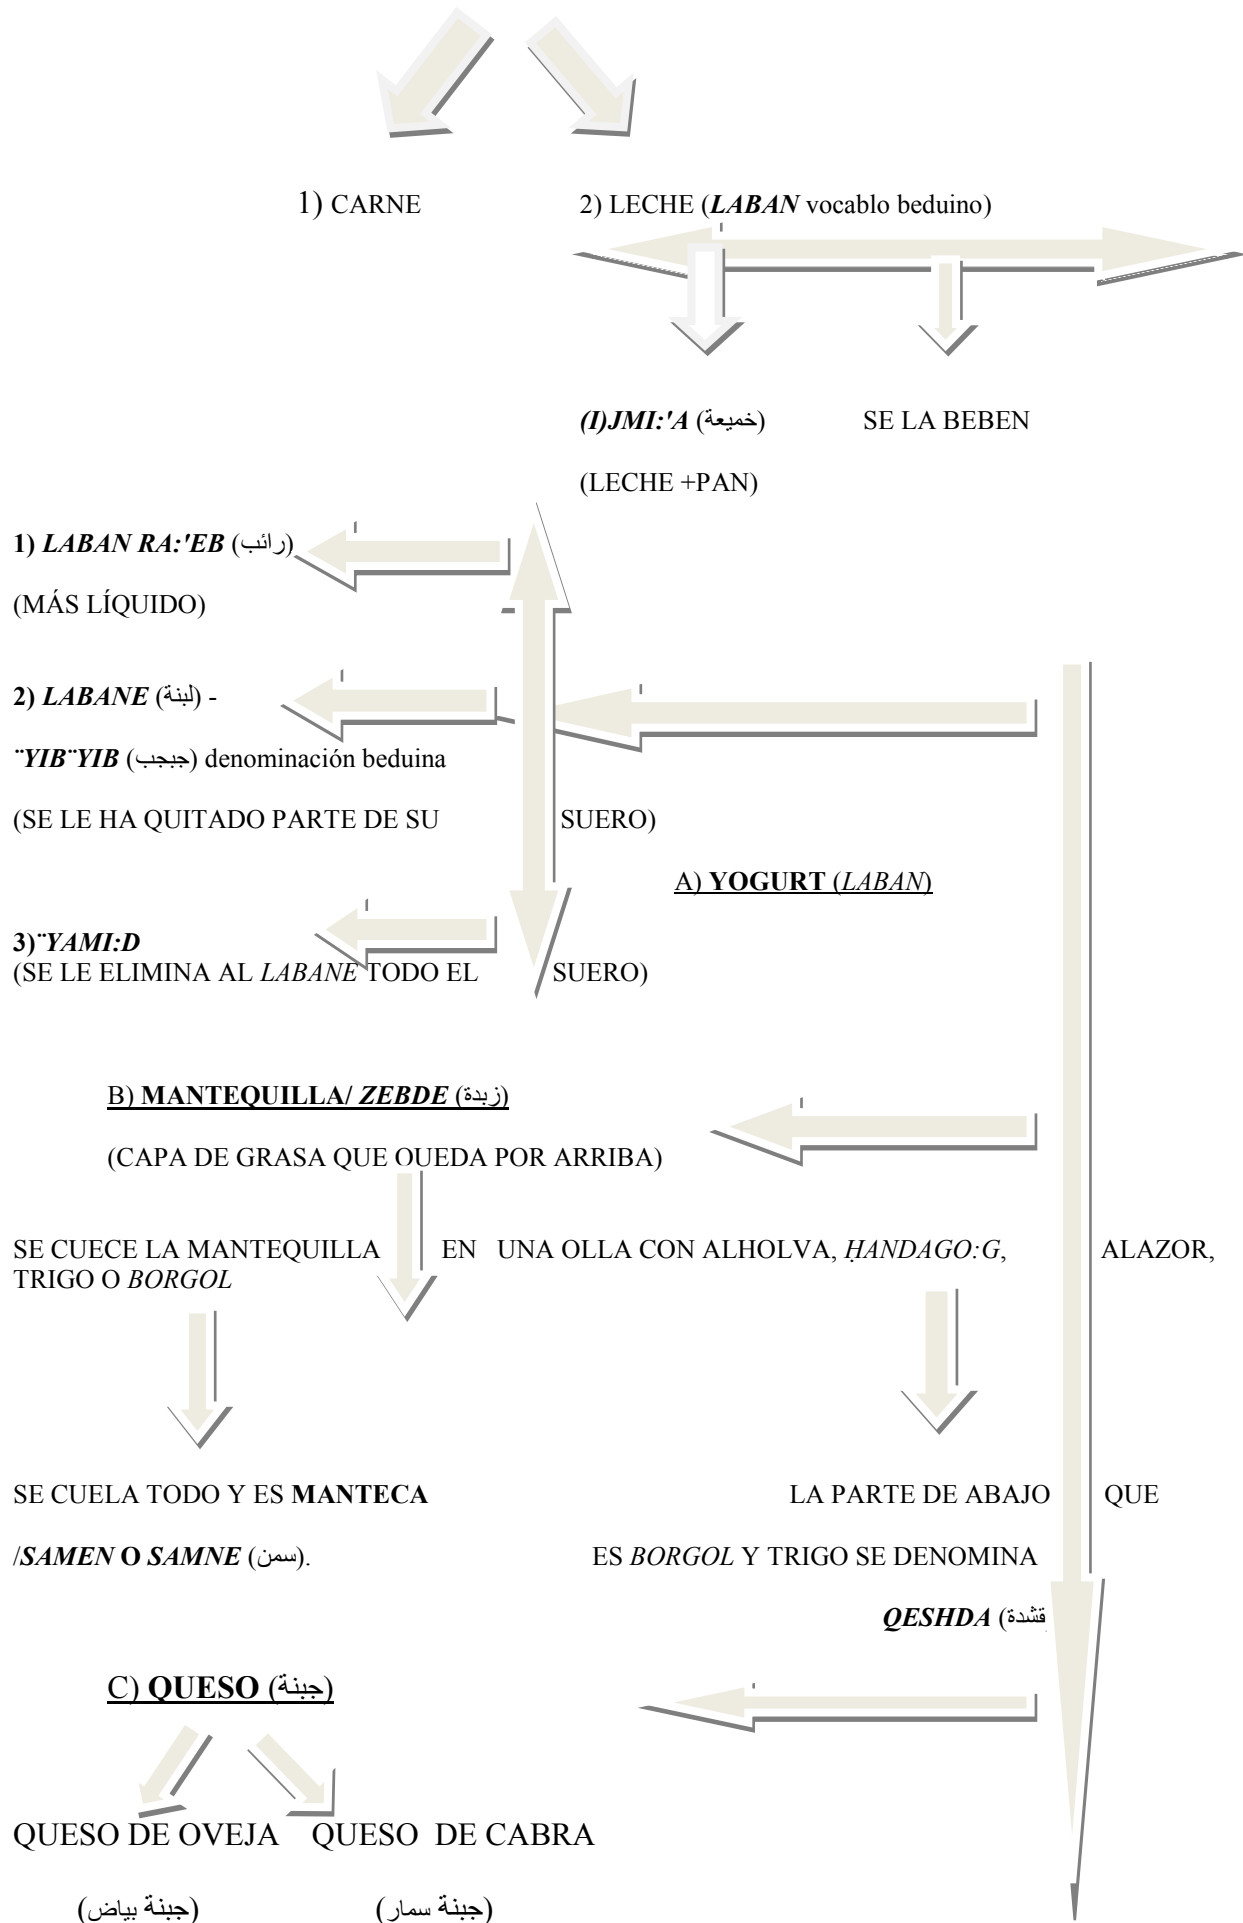 1) CARNE 2) LECHE (LABAN vocablo beduino)
(I)JMI:'A (خميعة) SE LA BEBEN
(LECHE +PAN)
1) LABAN RA:'EB (رائب)
(MÁS LÍQUIDO)
2) LABANE (لبنة) -
¨YIB¨YIB (جبجب) denominación beduina
(SE LE HA QUITADO PARTE DE SU SUERO)
A) YOGURT (LABAN)
3)¨YAMI:D
(SE LE ELIMINA AL LABANE TODO EL SUERO)
B) MANTEQUILLA/ ZEBDE (زبدة)
(CAPA DE GRASA QUE QUEDA POR ARRIBA)
SE CUECE LA MANTEQUILLA EN UNA OLLA CON ALHOLVA, ḤANDAGO:G, ALAZOR,
TRIGO O BORGOL
SE CUELA TODO Y ES MANTECA LA PARTE DE ABAJO QUE
/SAMEN O SAMNE (سمن). ES BORGOL Y TRIGO SE DENOMINA
QESHDA (قشدة
C) QUESO (جبنة)
QUESO DE OVEJA QUESO DE CABRA
(جبنة بياض) (جبنة سمار)